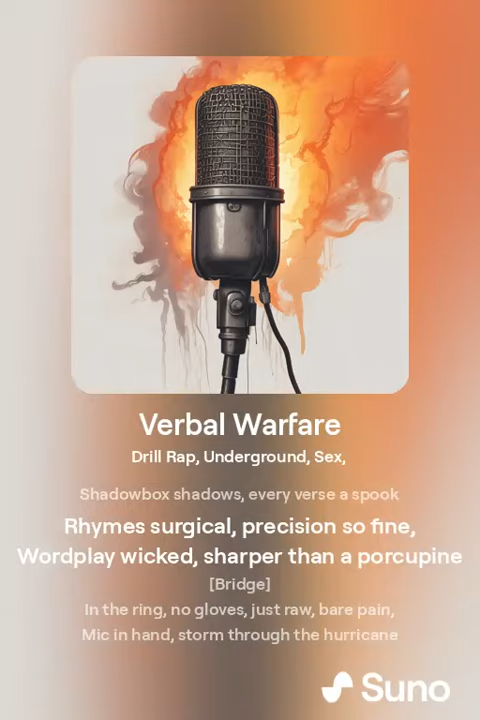 Verbal Warfare
Drill Rap, Underground, Sex,
Shadowbox shadows, every verse a spook
Rhymes surgical, precision so fine,
Wordplay wicked, sharper than a porcupine
[Bridge]
In the ring, no gloves, just raw, bare pain,
Mic in hand, storm through the hurricane
Suno